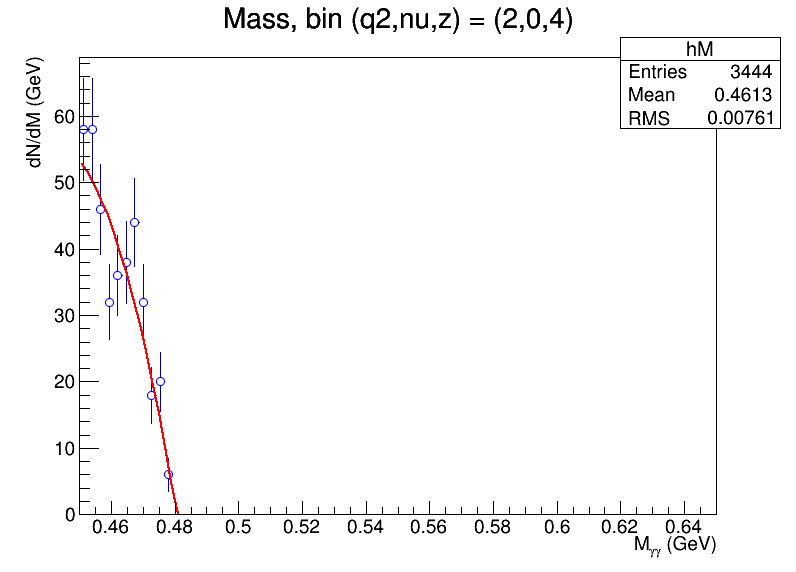 Mass, bin (q2,nu,z) = (2,0,4)
hM
Entries 3444
Mean 0.4613
RMS 0.00761
dN/dM (GeV)
60
50
40
30
20
10
0
0.46 0.48 0.5 0.52 0.54 0.56 0.58 0.6 0.62 0.64
Mγγ (GeV)